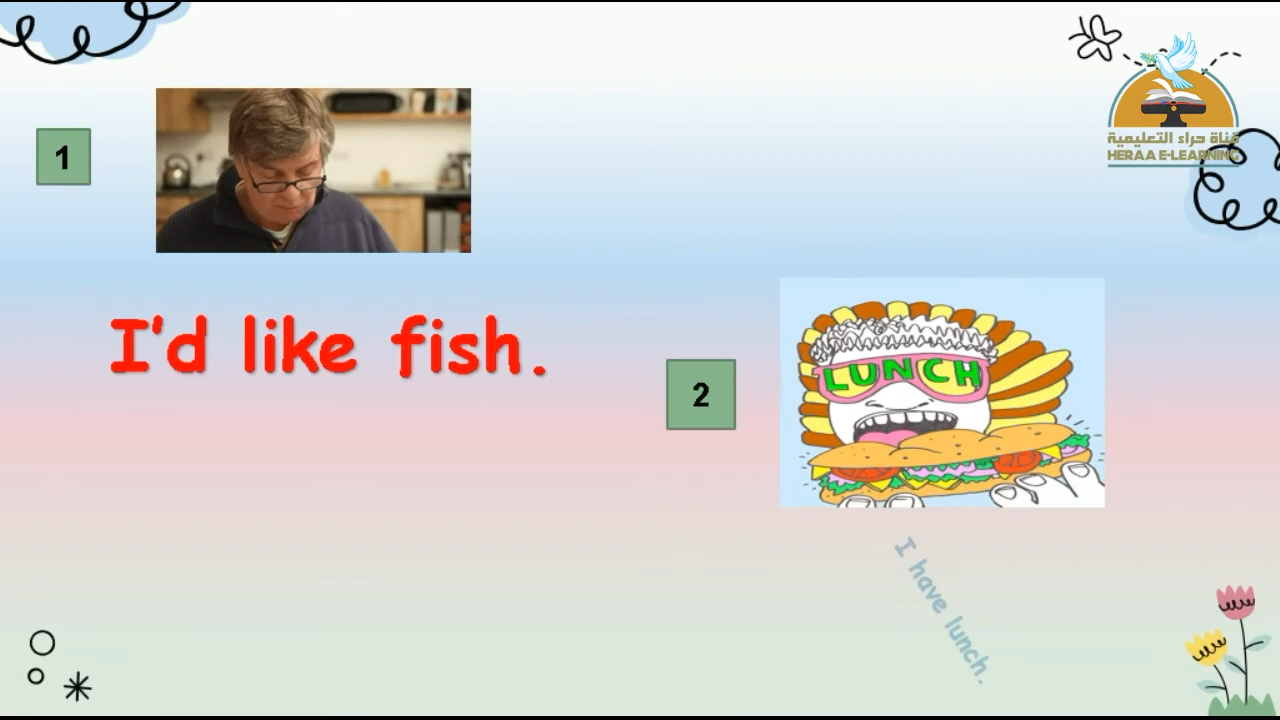 قناة حراء التعليمية
HERAA E-LEARNING
1
I'd like fish.
2
LUNCH
I have lunch.